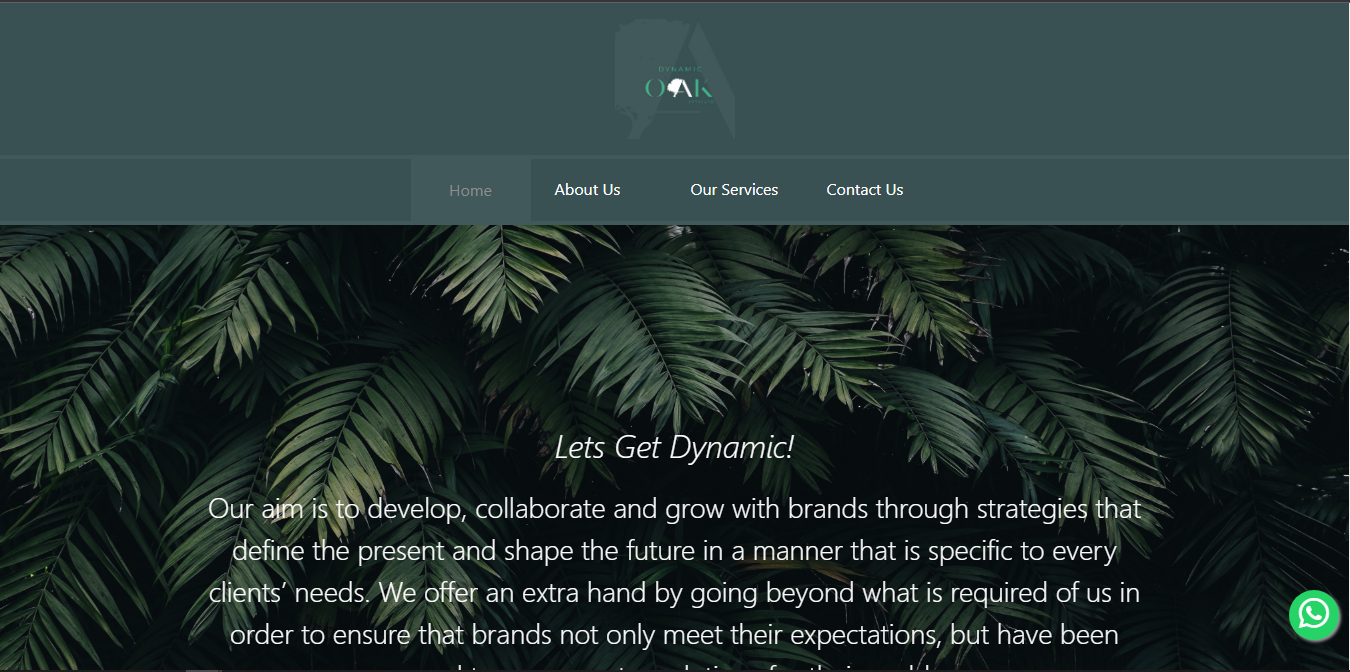 DYNAMIC
OAK
Home
About Us
Our Services
Contact Us
Lets Get Dynamic!
Our aim is to develop, collaborate and grow with brands through strategies that
define the present and shape the future in a manner that is specific to every
clients’ needs. We offer an extra hand by going beyond what is required of us in
order to ensure that brands not only meet their expectations, but have been